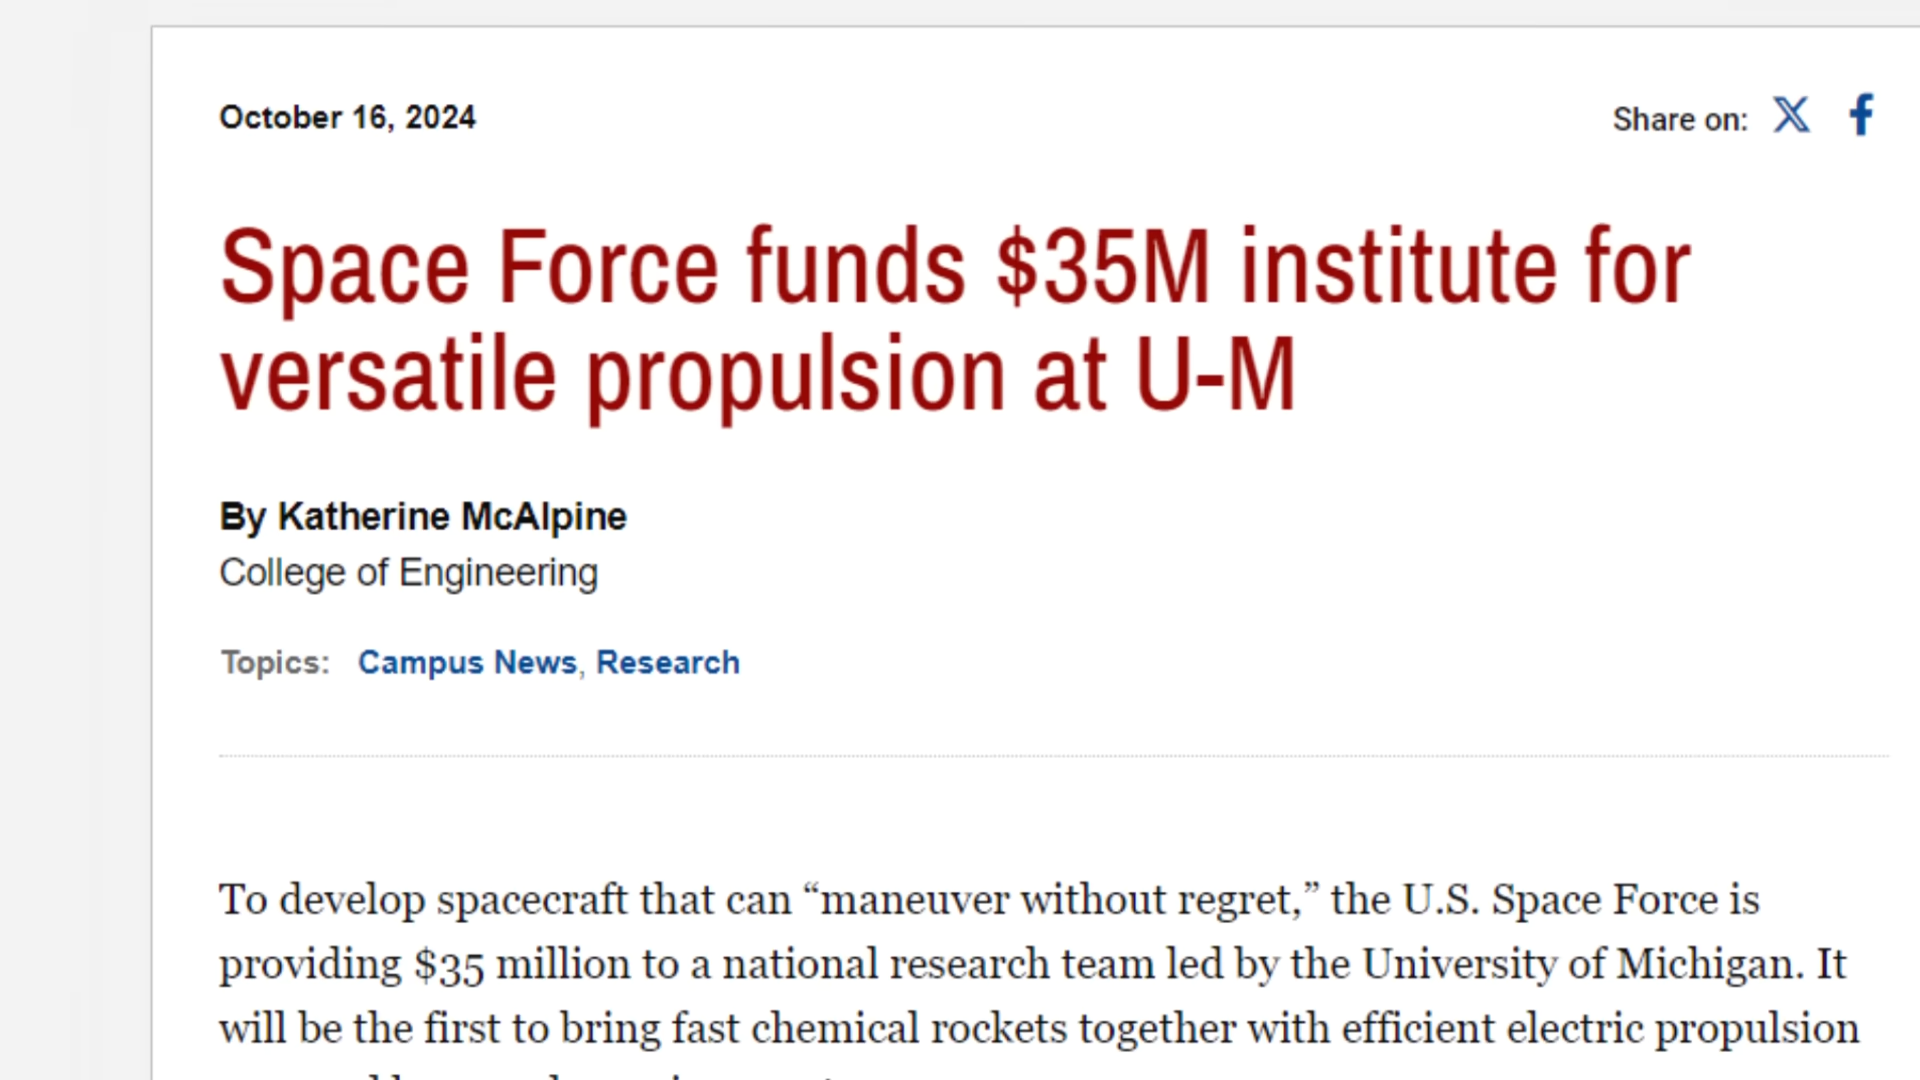 October 16, 2024
Share on:
Space Force funds $35M institute for
versatile propulsion at U-M
By Katherine McAlpine
College of Engineering
Topics: Campus News, Research
To develop spacecraft that can “maneuver without regret,” the U.S. Space Force is
providing $35 million to a national research team led by the University of Michigan. It
will be the first to bring fast chemical rockets together with efficient electric propulsion